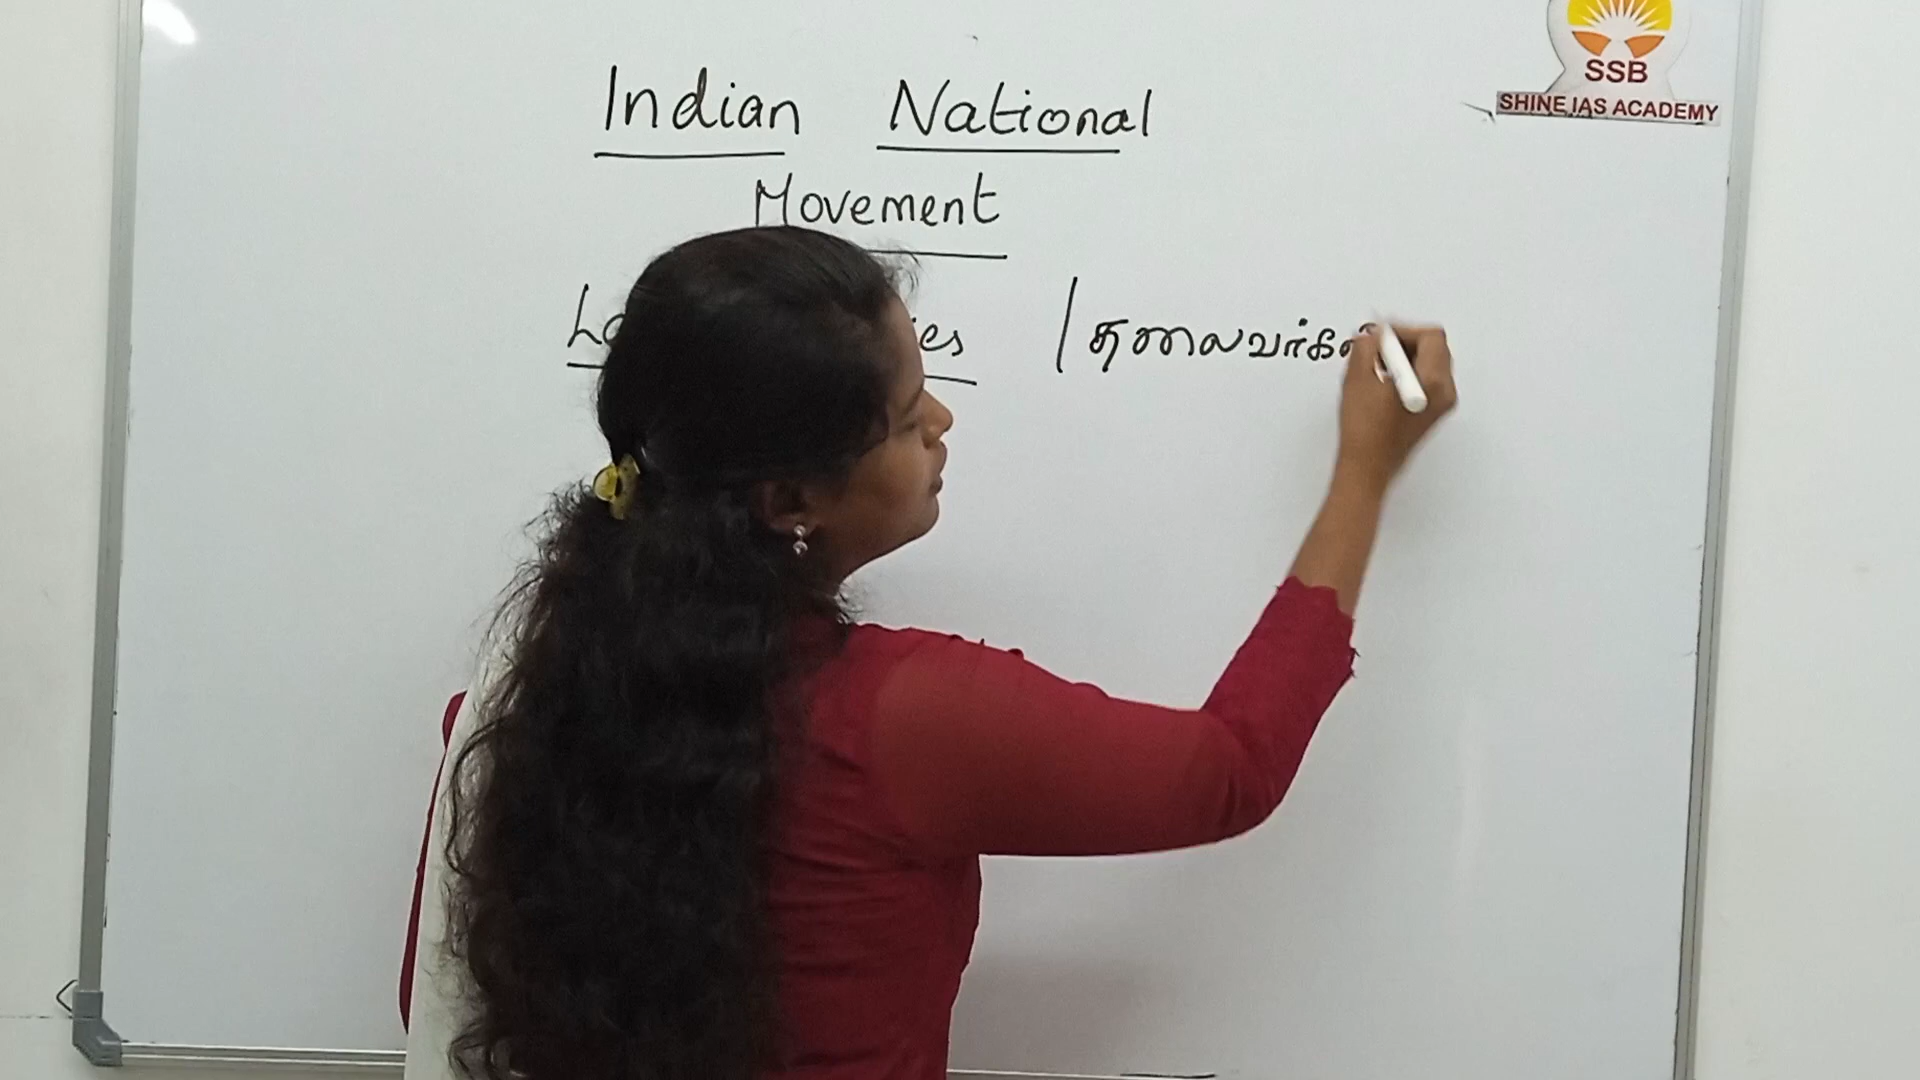 Indian National
Movement
/ தலைவர்க
SSB
SHINE IAS ACADEMY